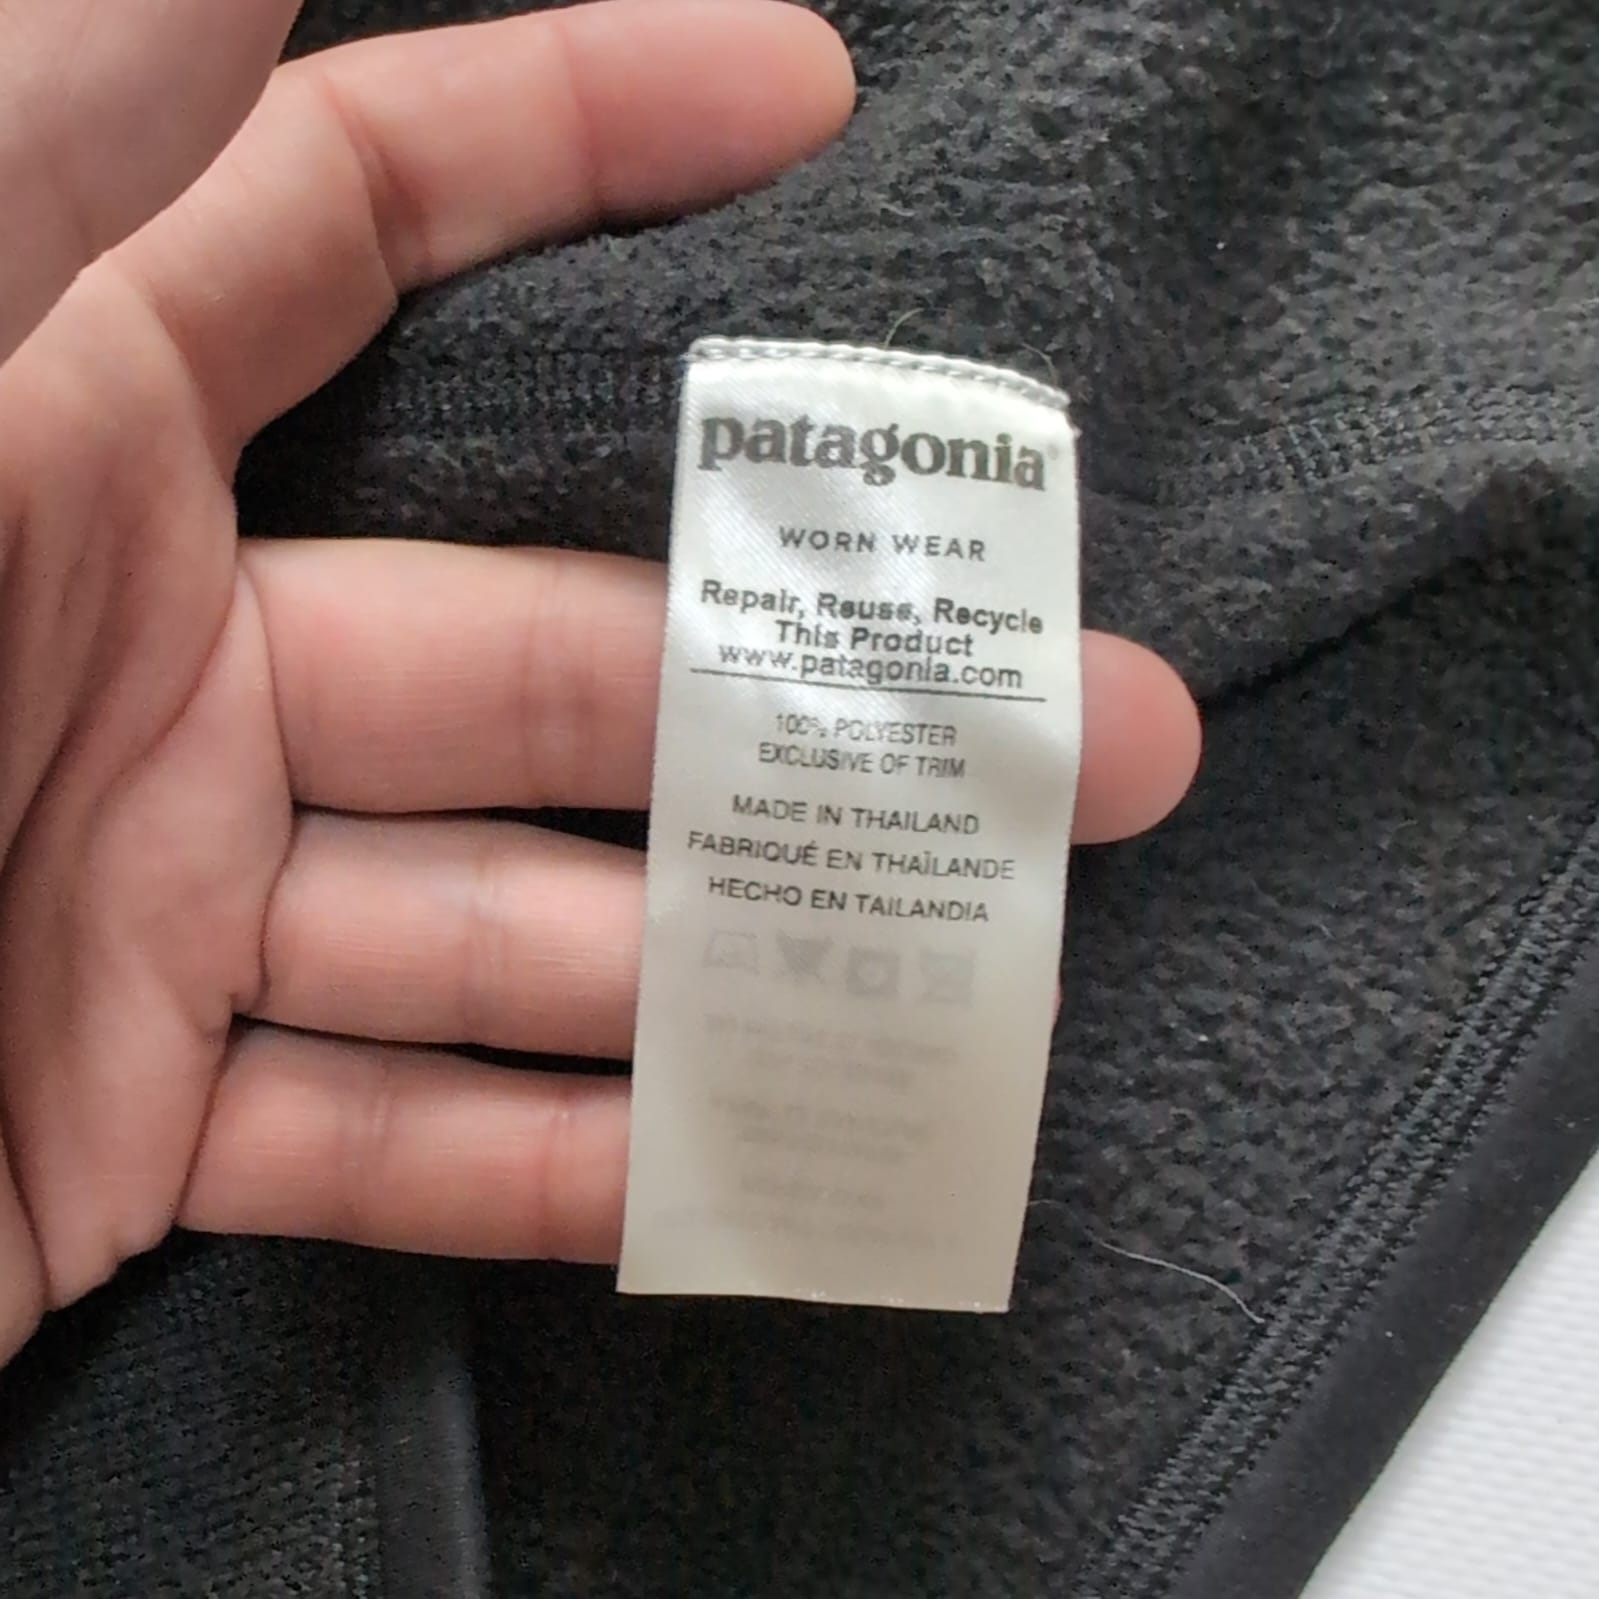 patagonia
WORN WEAR
Repair, Reuse, Recycle
This Product
www.patagonia.com
100% POLYESTER
EXCLUSIVE OF TRIM
MADE IN THAILAND
FABRIQUÉ EN THAÏLANDE
HECHO EN TAILANDIA